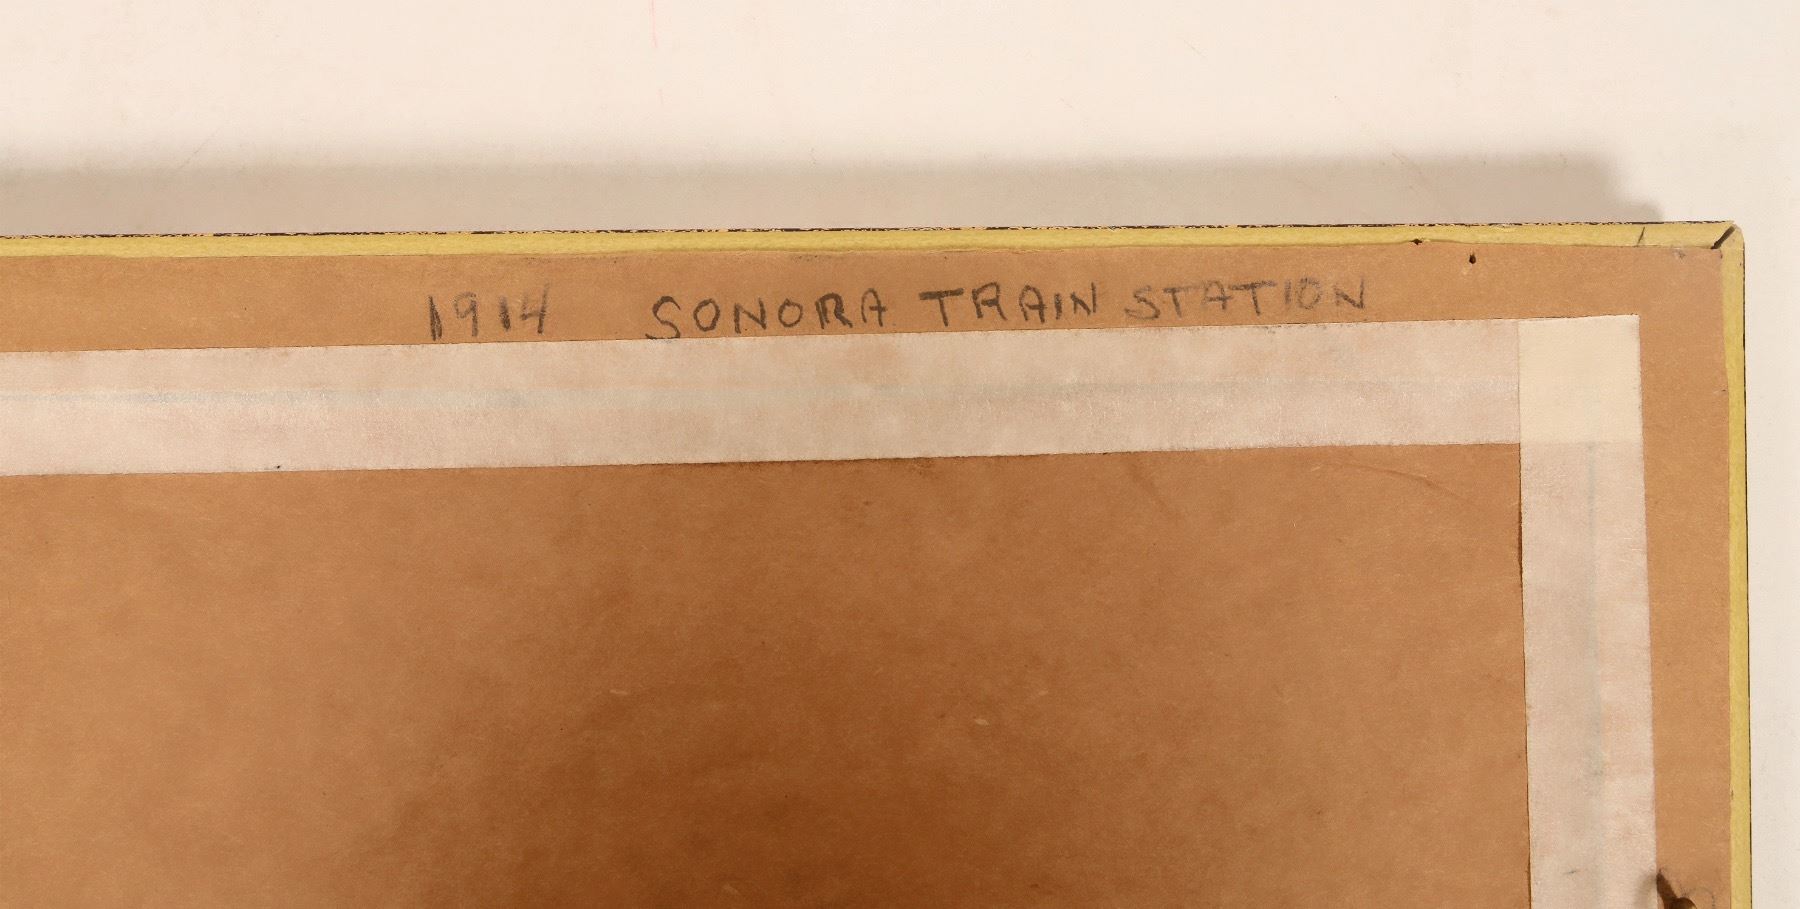 1914 SONORA TRAIN STATION